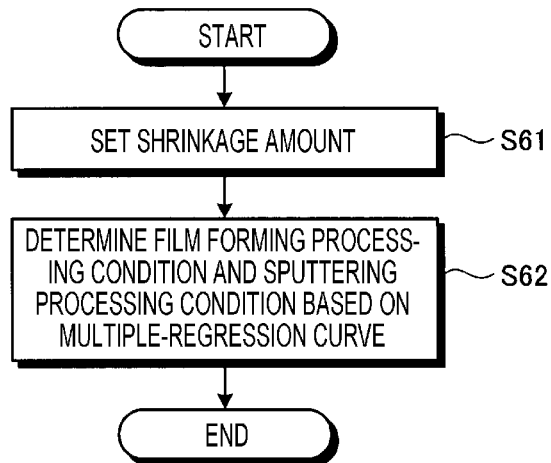 START
SET SHRINKAGE AMOUNT
S61
DETERMINE FILM FORMING PROCESS-
ING CONDITION AND SPUTTERING
PROCESSING CONDITION BASED ON
MULTIPLE-REGRESSION CURVE
S62
END